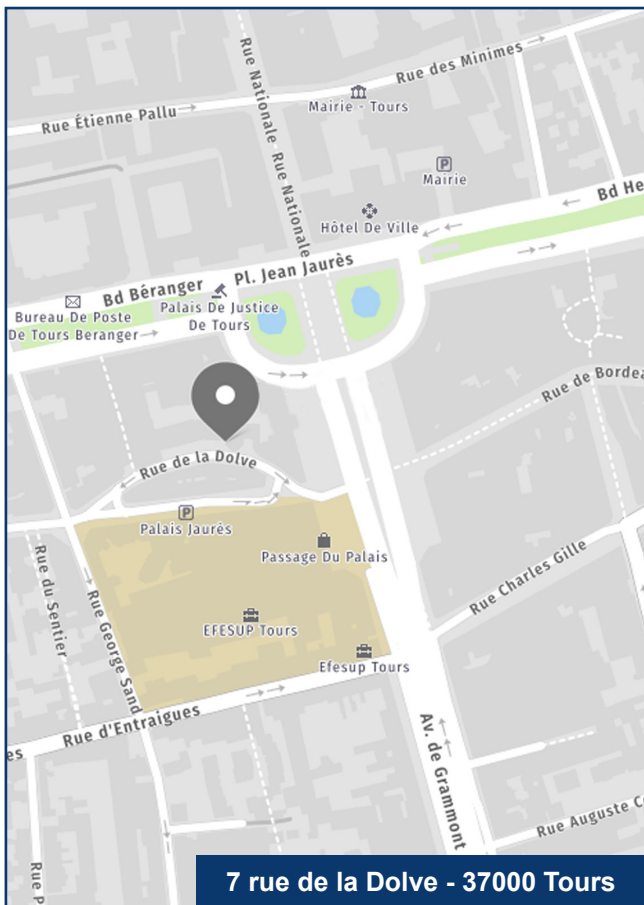 Rue des Minimes
Mairie - Tours
Rue Étienne Pallu
Rue Nationale
Rue Nationale
P
Mairie
Bd He
Hôtel De Ville
Pl. Jean Jaurès
Bd Béranger
Palais De Justice
De Tours
Bureau De Poste
De Tours Beranger
Rue de Bordea
Rue de la Dolve
P
Palais Jaurés
Passage Du Palais
Rue du Sentier
Rue George Sand
Rue Charles Gille
EFESUP Tours
Efesup Tours
Rue d'Entraigues
es
Av. de Grammont
Rue Auguste C
Rue P
7 rue de la Dolve - 37000 Tours